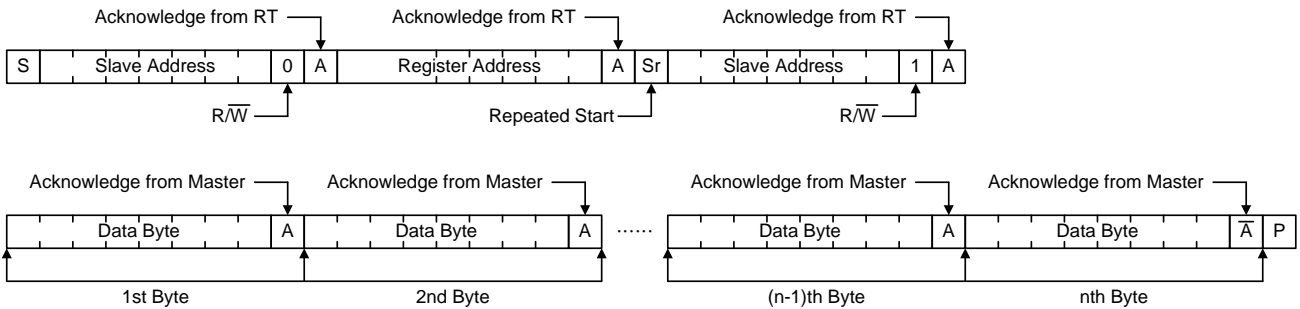 Acknowledge from RT Acknowledge from RT Acknowledge from RT
S Slave Address 0 A Register Address A Sr Slave Address 1 A
R/W̅ Repeated Start R/W̅
Acknowledge from Master Acknowledge from Master Acknowledge from Master Acknowledge from Master
Data Byte A Data Byte A ...... Data Byte A Data Byte A̅ P
1st Byte 2nd Byte (n-1)th Byte nth Byte